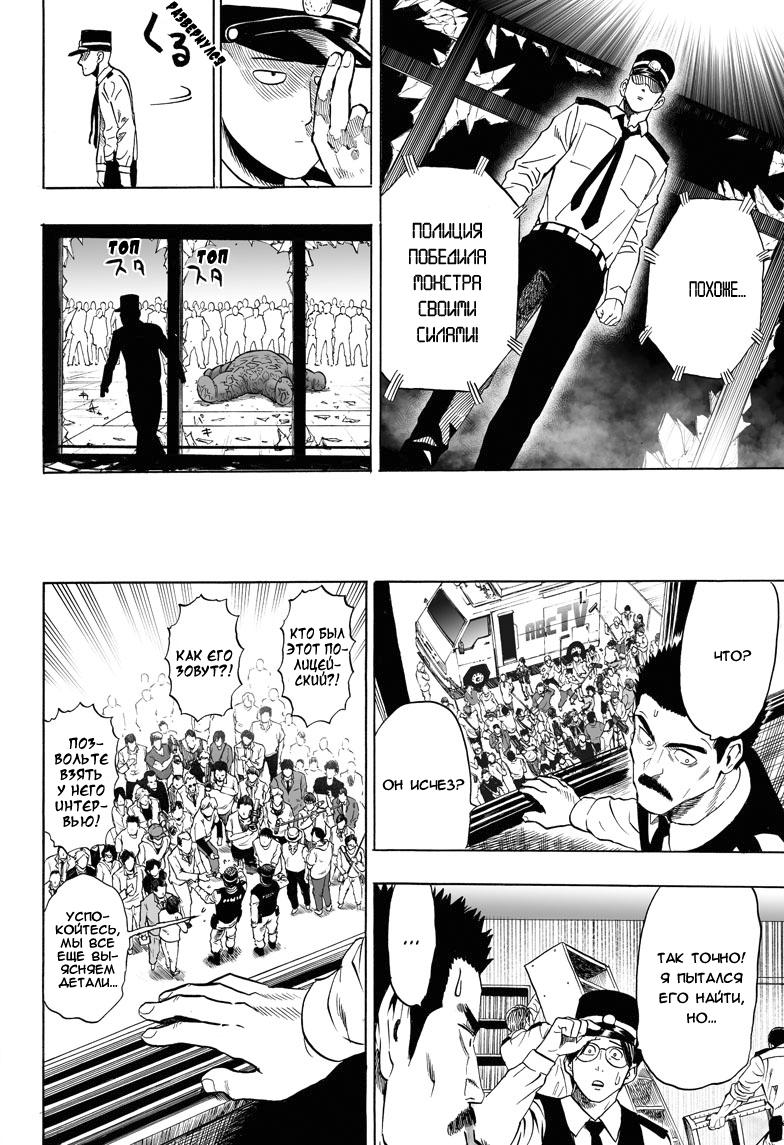 ПОХОЖЕ...
ПОЛИЦИЯ
ПОБЕДИЛА
МОНСТРА
СВОИМИ
СИЛАМИ!
РАЗВЕРНУЛСЯ
くる
ТОП
スタ
ТОП
スタ
ABC TV
ЧТО?
ОН ИСЧЕЗ?
ТАК ТОЧНО!
Я ПЫТАЛСЯ
ЕГО НАЙТИ,
НО...
...
КТО БЫЛ
ЭТОТ ПО-
ЛИЦЕЙ-
СКИЙ?!
КАК ЕГО
ЗОВУТ?!
ПОЗ-
ВОЛЬТЕ
ВЗЯТЬ
У НЕГО
ИНТЕР-
ВЬЮ!
УСПО-
КОЙТЕСЬ,
МЫ ВСЕ
ЕЩЕ ВЫ-
ЯСНЯЕМ
ДЕТАЛИ...